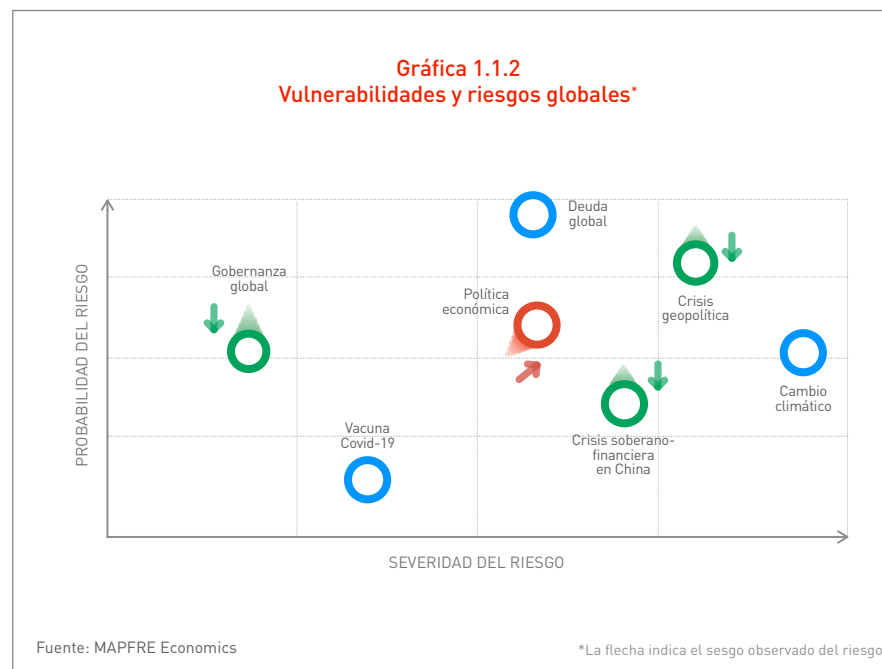 Gráfica 1.1.2
Vulnerabilidades y riesgos globales*
Deuda
global
Gobernanza
global
Política
económica
Crisis
geopolítica
Cambio
climático
Vacuna
Covid-19
Crisis soberano-
financiera
en China
PROBABILIDAD DEL RIESGO
SEVERIDAD DEL RIESGO
Fuente: MAPFRE Economics
*La flecha indica el sesgo observado del riesgo